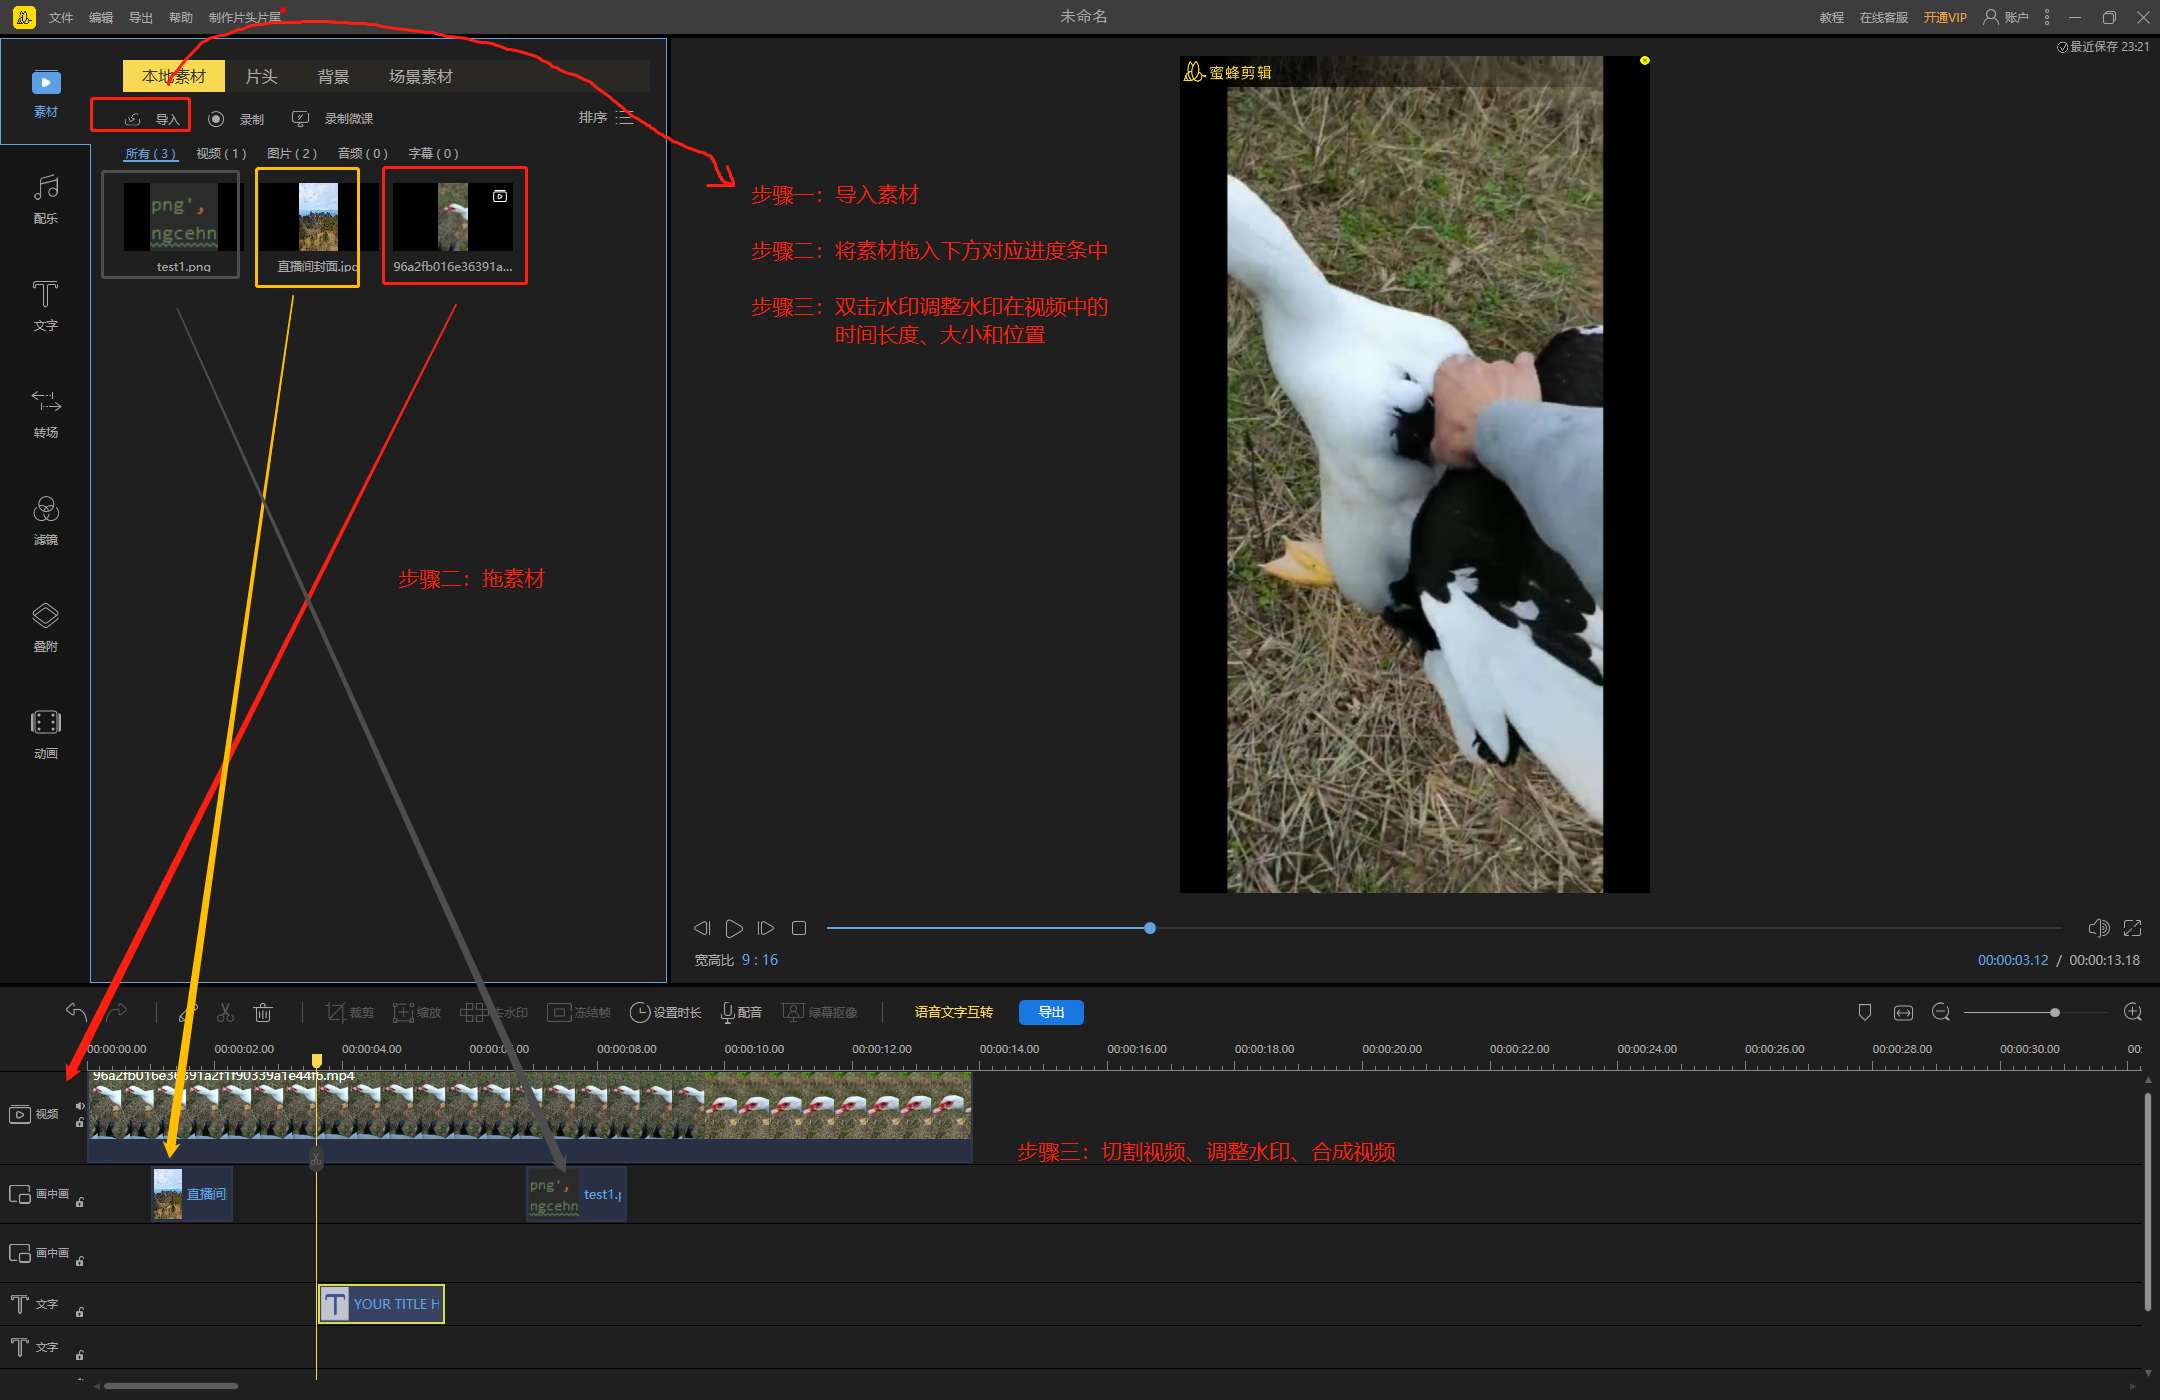 文件 编辑 导出 帮助 制作片头片尾
未命名
教程 在线客服 开通VIP 账户
最近保存 23:21
素材
配乐
文字
转场
滤镜
叠附
动画
本地素材 片头 背景 场景素材
导入 录制 录制微课 排序
所有 ( 3 ) 视频 ( 1 ) 图片 ( 2 ) 音频 ( 0 ) 字幕 ( 0 )
png',
ngcehn
test1.png 直播间封面.jpg 96a2fb016e36391a...
步骤一：导入素材
步骤二：将素材拖入下方对应进度条中
步骤三：双击水印调整水印在视频中的
时间长度、大小和位置
步骤二：拖素材
蜜蜂剪辑
宽高比 9 : 16
00:00:03.12 / 00:00:13.18
裁剪 缩放 去水印 冻结帧 设置时长 配音 绿幕抠像 语音文字互转 导出
00:00:00.00 00:00:02.00 00:00:04.00 00:00:06.00 00:00:08.00 00:00:10.00 00:00:12.00 00:00:14.00 00:00:16.00 00:00:18.00 00:00:20.00 00:00:22.00 00:00:24.00 00:00:26.00 00:00:28.00 00:00:30.00 00:
96a2fb016e36391a2f1f90339a1e44f6.mp4
视频
步骤三：切割视频、调整水印、合成视频
画中画 直播间 png',
ngcehn test1.p
画中画
文字 T YOUR TITLE H
文字